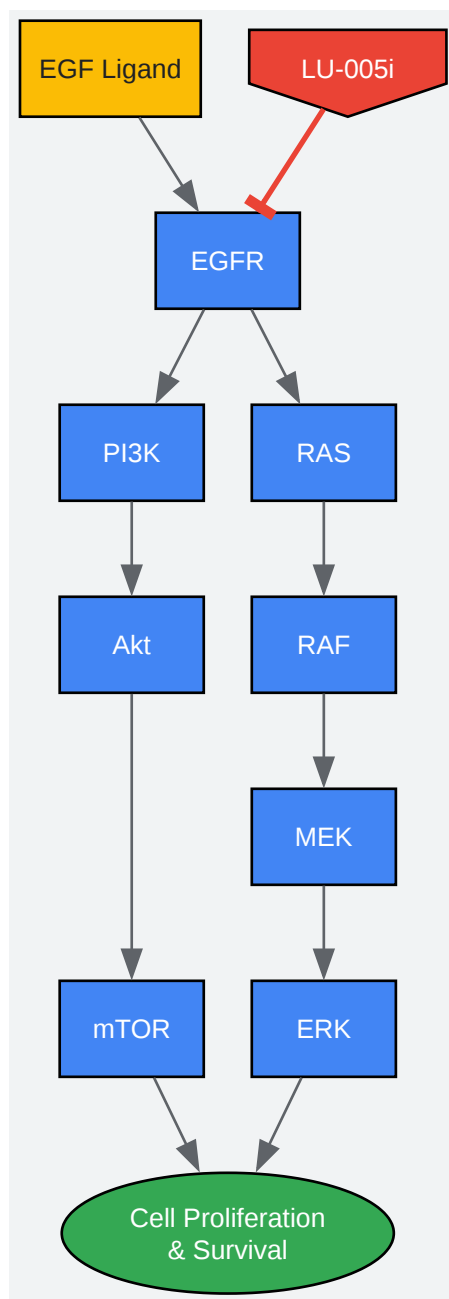 EGF Ligand
LU-005i
EGFR
PI3K
RAS
Akt
RAF
MEK
mTOR
ERK
Cell Proliferation
& Survival